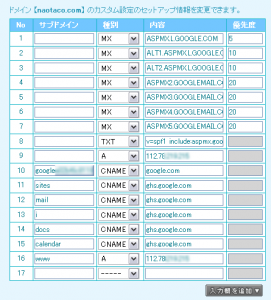 ドメイン【naotaco.com】のカスタム設定のセットアップ情報を変更できます。
No サブドメイン 種別 内容 優先度
1 MX ASPMX.L.GOOGLE.COM 5
2 MX ALT1.ASPMX.L.GOOGLE.C 10
3 MX ALT2.ASPMX.L.GOOGLE.C 10
4 MX ASPMX2.GOOGLEMAIL.C 20
5 MX ASPMX3.GOOGLEMAIL.C 20
6 MX ASPMX4.GOOGLEMAIL.C 20
7 MX ASPMX5.GOOGLEMAIL.C 20
8 TXT v=spf1 include:aspmx.goo
9 A 112.78.
10 google CNAME google.com
11 sites CNAME ghs.google.com
12 mail CNAME ghs.google.com
13 i CNAME ghs.google.com
14 docs CNAME ghs.google.com
15 calendar CNAME ghs.google.com
16 www A 112.78.
17 -----
入力欄を追加▼